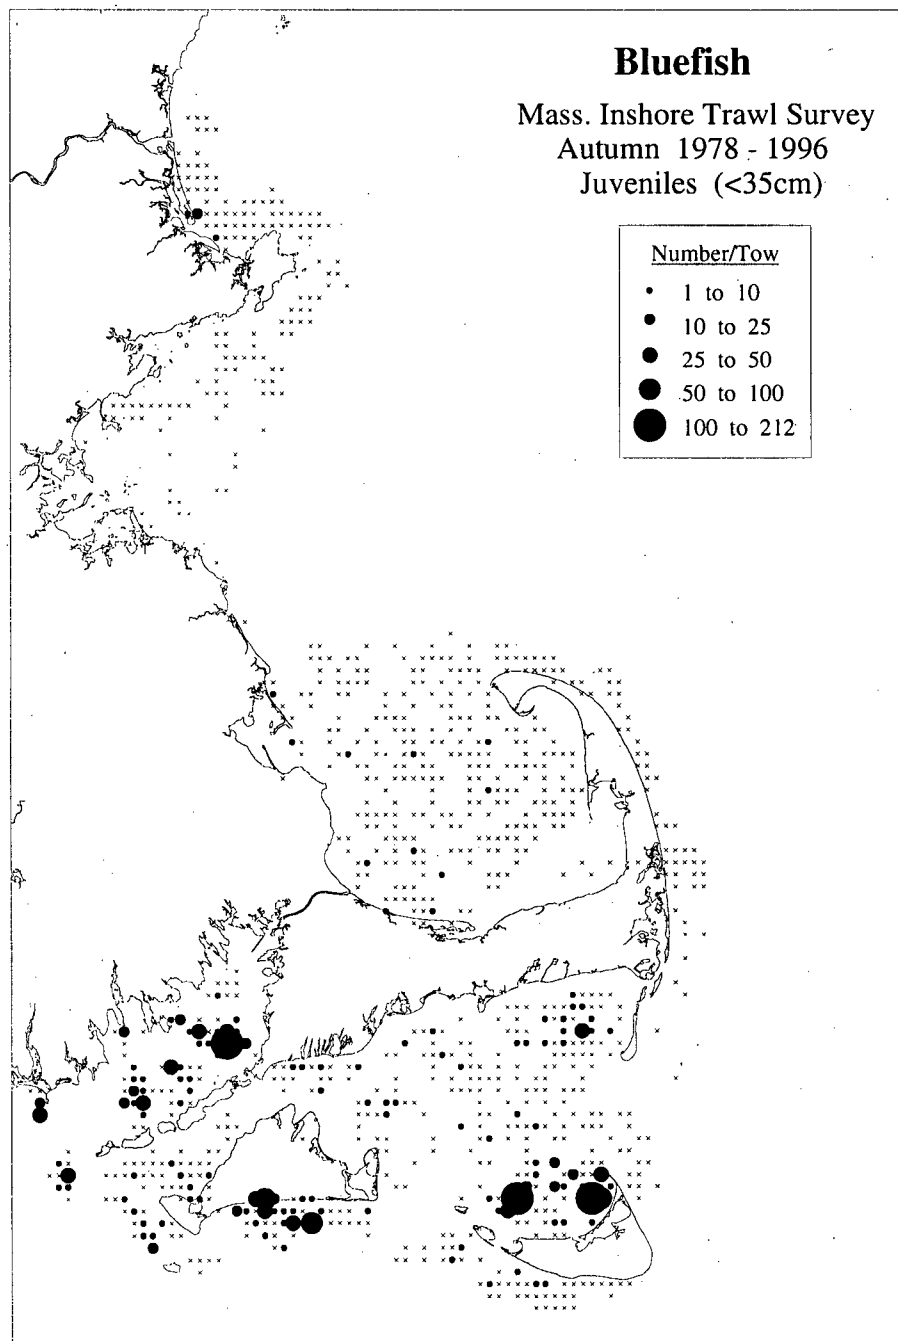 Bluefish
Mass. Inshore Trawl Survey
Autumn 1978 - 1996
Juveniles (<35cm)
Number/Tow
1 to 10
10 to 25
25 to 50
50 to 100
100 to 212